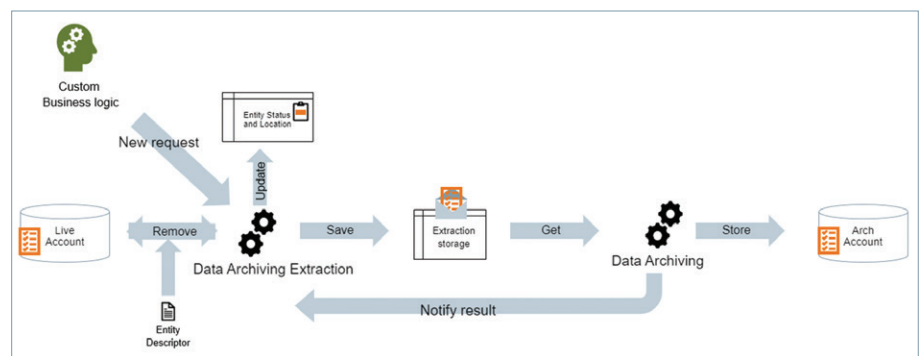 Custom
Business logic
New request
Entity Status
and Location
Update
Live
Account
Remove
Data Archiving Extraction
Save
Extraction
storage
Get
Data Archiving
Store
Arch
Account
Notify result
Entity
Descriptor